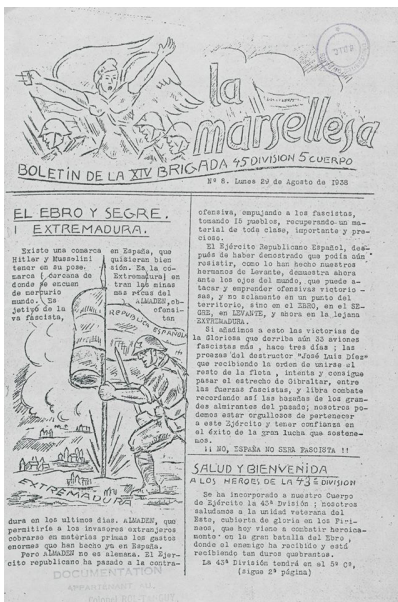 la
marsellesa
BOLETIN DE LA XIV BRIGADA 45 DIVISION 5 CUERPO
Nº 8. Lunes 29 de Agosto de 1938
EL EBRO Y SEGRE.
EXTREMADURA.
Existe una comarca en España, que
Hitler y Mussolini quisieran bien
tener en su pose sión. Es la co-
marca (cercana de Extremadura) en
donde se encuen tran las minas
de mercurio más ricas del
mundo. Es ALMADEN, ob-
jetivo de la ofensi-
va fascista, tan
REPUBLICA ESPAÑOLA
EXTREMADURA
dura en los ultimos dias. ALMADEN, que
permitiría a los invasores extranjeros
cobrarse en materias primas los gastos
enormes que han hecho ya en España.
Pero ALMADEN no es alemana. El Ejer-
cito republicano ha pasado a la contra-
ofensiva, empujando a los fascistas,
tomando 15 pueblos, recuperando un ma-
terial de toda clase, importante y pre-
cioso.
El Ejército Republicano Español, des-
pués de haber demostrado que podía aún
resistir, como lo han hecho nuestros
hermanos de Levante, demuestra ahora
ante los ojos del mundo, que puede a-
tacar y emprender ofensivas victorio -
sas, y no solamente en un punto del
territorio, sino en el EBRO, en el SE-
GRE, en LEVANTE, y ahora en la lejana
EXTREMADURA.
Si añadimos a esto las victorias de
la Gloriosa que derriba aún 33 aviones
fascistas más , hace tres días ; las
proezas del destructor "José Luis Díez"
que recibiendo la orden de unirse el
resto de la flota , intenta y consigue
pasar el estrecho de Gibraltar, entre
las fuerzas fascistas, y libra combate
recordando así las hazañas de los gran-
des almirantes del pasado; nosotros po-
demos estar orgullosos de pertenecer
a este Ejército y tener confianza en
el éxito de la gran lucha que sostene-
mos.
¡¡ NO, ESPAÑA NO SERA FASCISTA !!
SALUD Y BIENVENIDA
A LOS HEROES DE LA 43ª DIVISION
Se ha incorporado a nuestro Cuerpo
de Ejército la 43ª División ; nosotros
saludamos a la unidad veterana del
Este, cubierta de gloria en los Piri-
neos, que hoy viene a combatir heroica-
mente en la gran batalla del Ebro ,
donde el enemigo ha recibido y está
recibiendo tan duros quebrantos.
La 43ª División tendrá en el 5º Cº,
(sigue 2ª página)
DOCUMENTATION